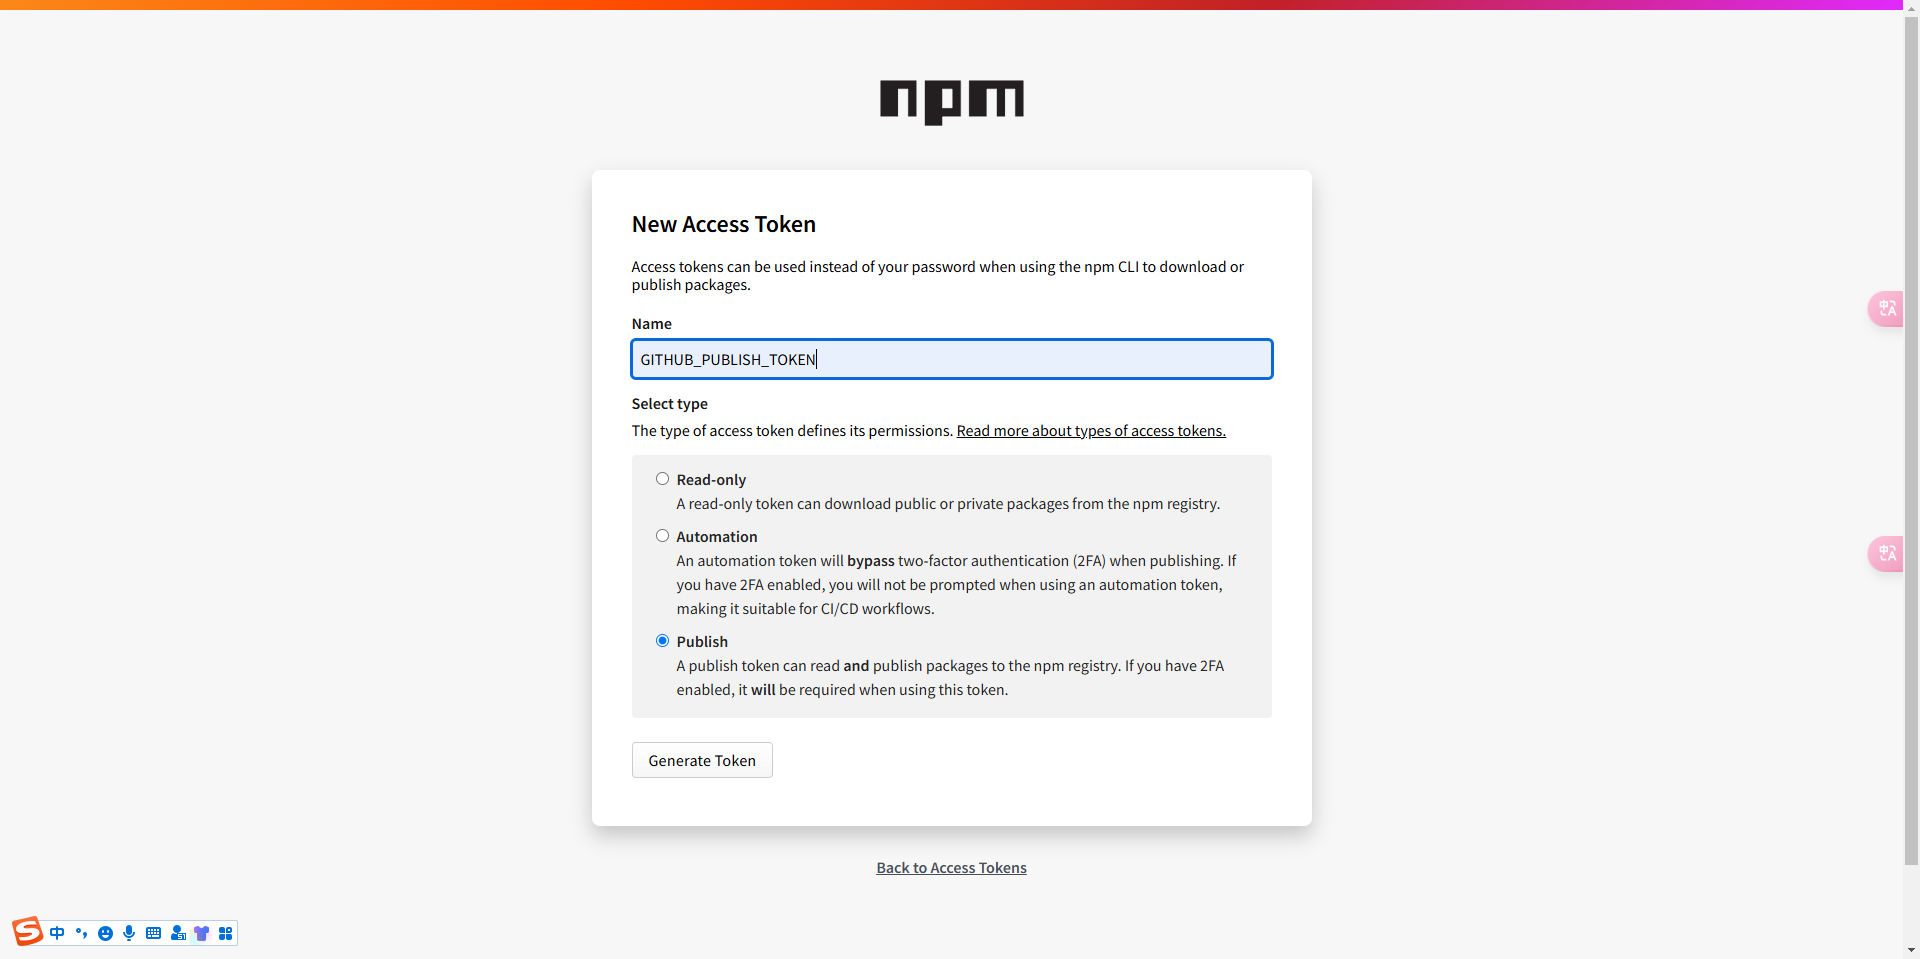 npm
New Access Token
Access tokens can be used instead of your password when using the npm CLI to download or
publish packages.
Name
GITHUB_PUBLISH_TOKEN
Select type
The type of access token defines its permissions. Read more about types of access tokens.
Read-only
A read-only token can download public or private packages from the npm registry.
Automation
An automation token will bypass two-factor authentication (2FA) when publishing. If
you have 2FA enabled, you will not be prompted when using an automation token,
making it suitable for CI/CD workflows.
Publish
A publish token can read and publish packages to the npm registry. If you have 2FA
enabled, it will be required when using this token.
Generate Token
Back to Access Tokens
中